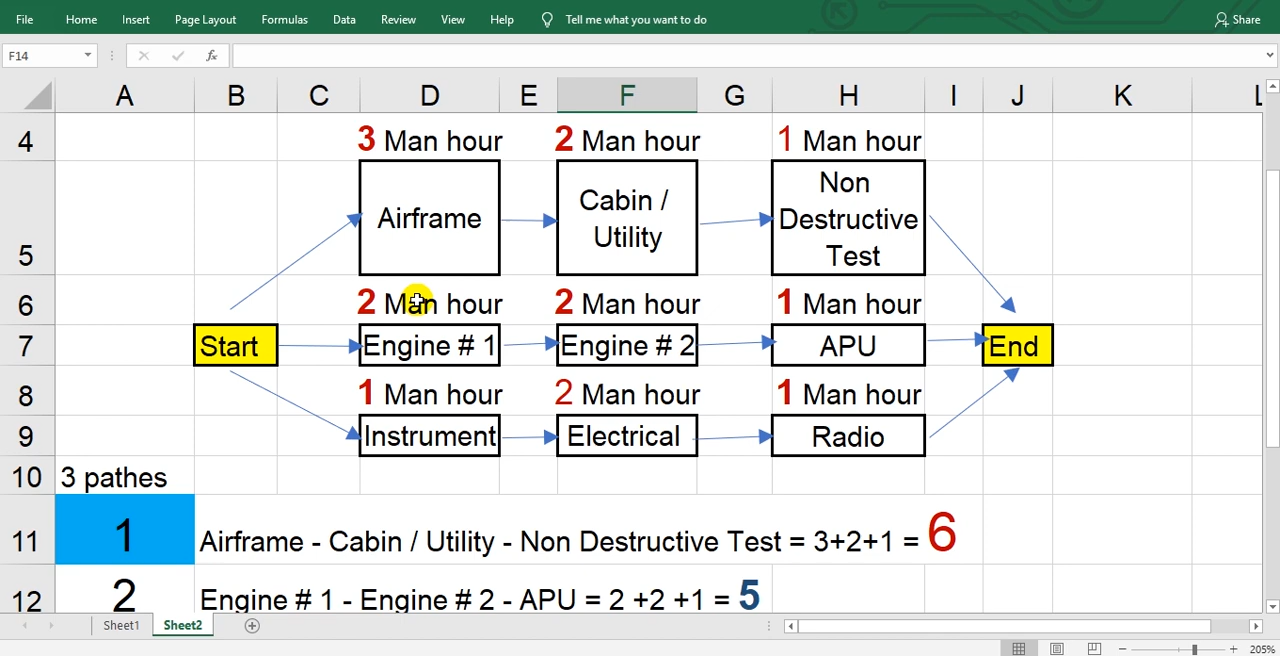 File Home Insert Page Layout Formulas Data Review View Help Tell me what you want to do Share
F14 fx
A B C D E F G H I J K L
4 3 Man hour 2 Man hour 1 Man hour
5 Airframe Cabin / Utility Non Destructive Test
6 2 Man hour 2 Man hour 1 Man hour
7 Start Engine # 1 Engine # 2 APU End
8 1 Man hour 2 Man hour 1 Man hour
9 Instrument Electrical Radio
10 3 pathes
11 1 Airframe - Cabin / Utility - Non Destructive Test = 3+2+1 = 6
12 2 Engine # 1 - Engine # 2 - APU = 2 +2 +1 = 5
Sheet1 Sheet2
205%